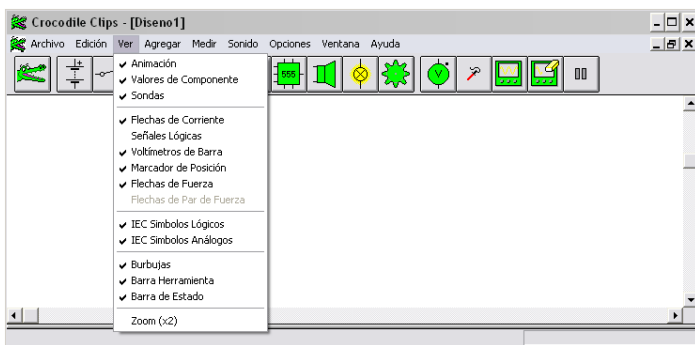 Crocodile Clips - [Diseno1]
Archivo Edición Ver Agregar Medir Sonido Opciones Ventana Ayuda
555
V
Animación
Valores de Componente
Sondas
Flechas de Corriente
Señales Lógicas
Voltímetros de Barra
Marcador de Posición
Flechas de Fuerza
Flechas de Par de Fuerza
IEC Simbolos Lógicos
IEC Simbolos Análogos
Burbujas
Barra Herramienta
Barra de Estado
Zoom (x2)